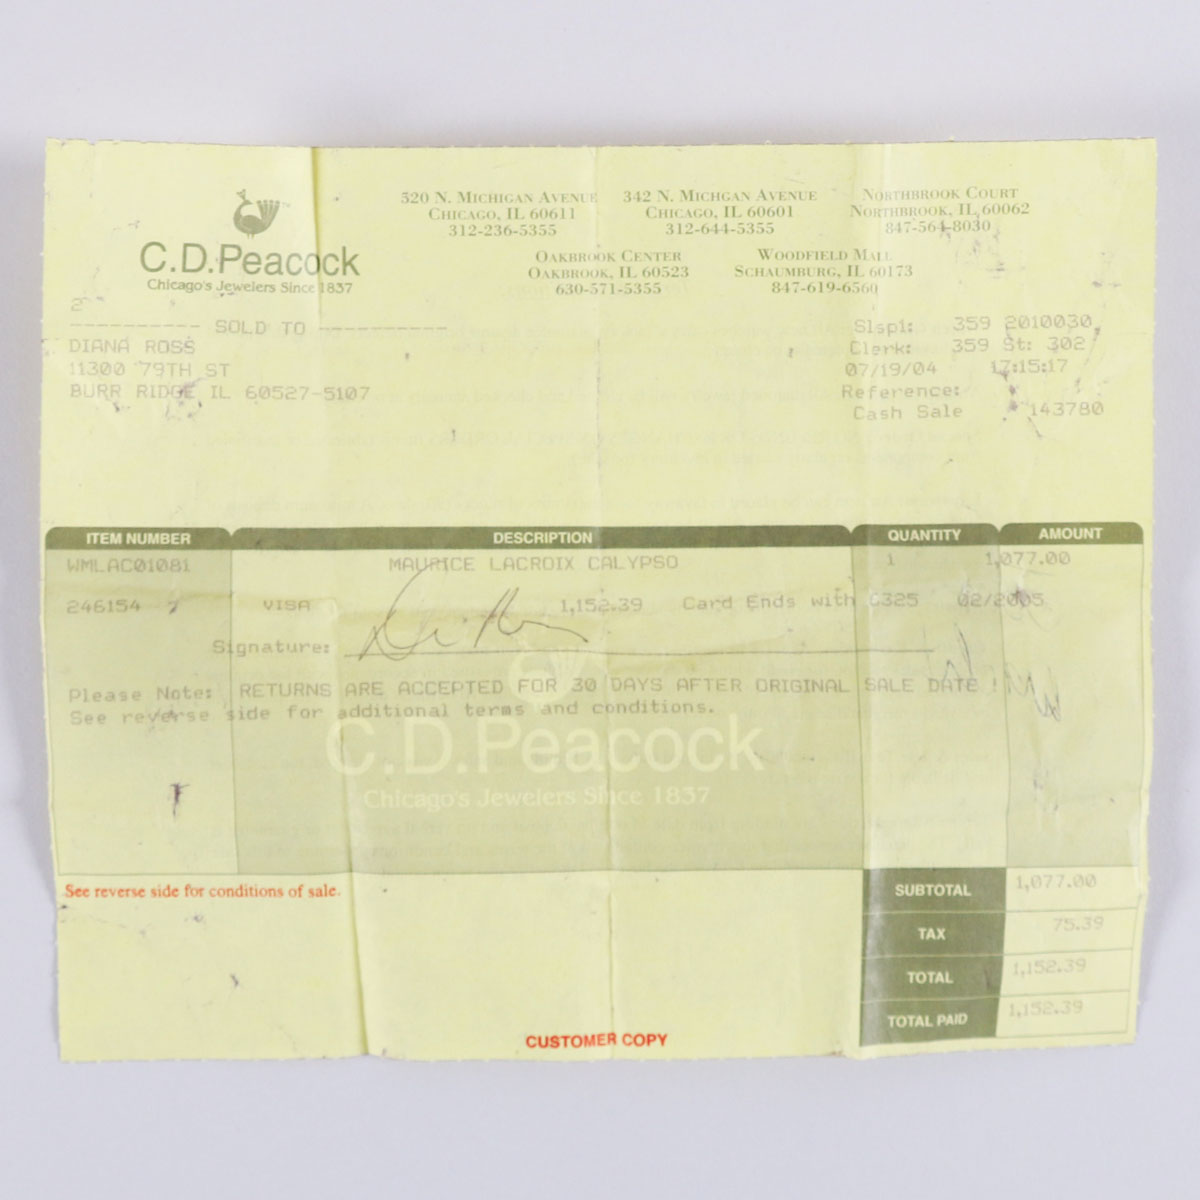 C.D.Peacock
Chicago's Jewelers Since 1837
520 N. MICHIGAN AVENUE
CHICAGO, IL 60611
312-236-5355
342 N. MICHGAN AVENUE
CHICAGO, IL 60601
312-644-5355
NORTHBROOK COURT
NORTHBROOK, IL 60062
847-564-8030
OAKBROOK CENTER
OAKBROOK, IL 60523
630-571-5355
WOODFIELD MALL
SCHAUMBURG, IL 60173
847-619-6560
2
---------- SOLD TO ----------
DIANA ROSS
11300 79TH ST
BURR RIDGE IL 60527-5107
Slsp1: 359 2010030
Clerk: 359 St: 302
07/19/04 17:15:17
Reference:
Cash Sale 143780
ITEM NUMBER DESCRIPTION QUANTITY AMOUNT
WMLAC01081 MAURICE LACROIX CALYPSO 1 1,077.00
246154 VISA 1,152.39 Card Ends with 6325 02/2005
Signature:
Please Note: RETURNS ARE ACCEPTED FOR 30 DAYS AFTER ORIGINAL SALE DATE !
See reverse side for additional terms and conditions.
C.D.Peacock
Chicago's Jewelers Since 1837
See reverse side for conditions of sale.
SUBTOTAL 1,077.00
TAX 75.39
TOTAL 1,152.39
TOTAL PAID 1,152.39
CUSTOMER COPY